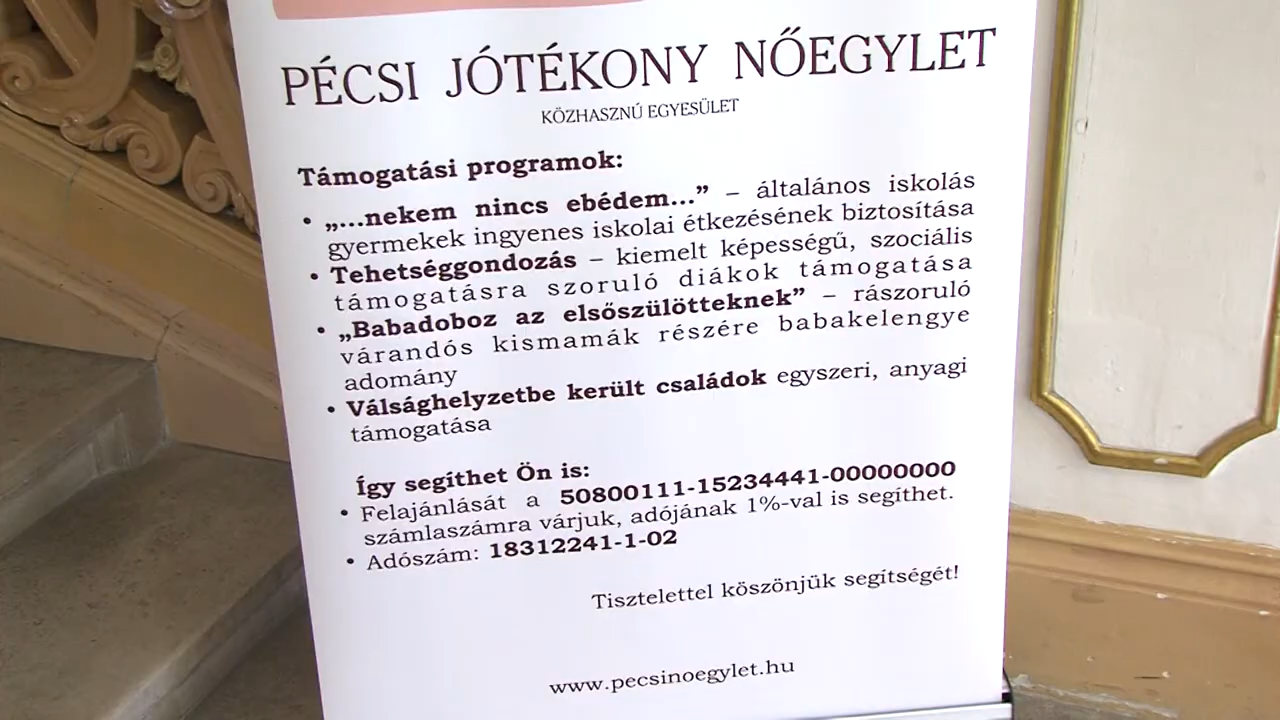 PÉCSI JÓTÉKONY NŐEGYLET
KÖZHASZNÚ EGYESÜLET
Támogatási programok:
• „...nekem nincs ebédem...” – általános iskolás
gyermekek ingyenes iskolai étkezésének biztosítása
• Tehetséggondozás – kiemelt képességű, szociális
támogatásra szoruló diákok támogatása
• „Babadoboz az elsőszülötteknek” – rászoruló
várandós kismamák részére babakelengye
adomány
• Válsághelyzetbe került családok egyszeri, anyagi
támogatása
Így segíthet Ön is:
• Felajánlását a 50800111-15234441-00000000
számlaszámra várjuk, adójának 1%-val is segíthet.
• Adószám: 18312241-1-02
Tisztelettel köszönjük segítségét!
www.pecsinoegylet.hu